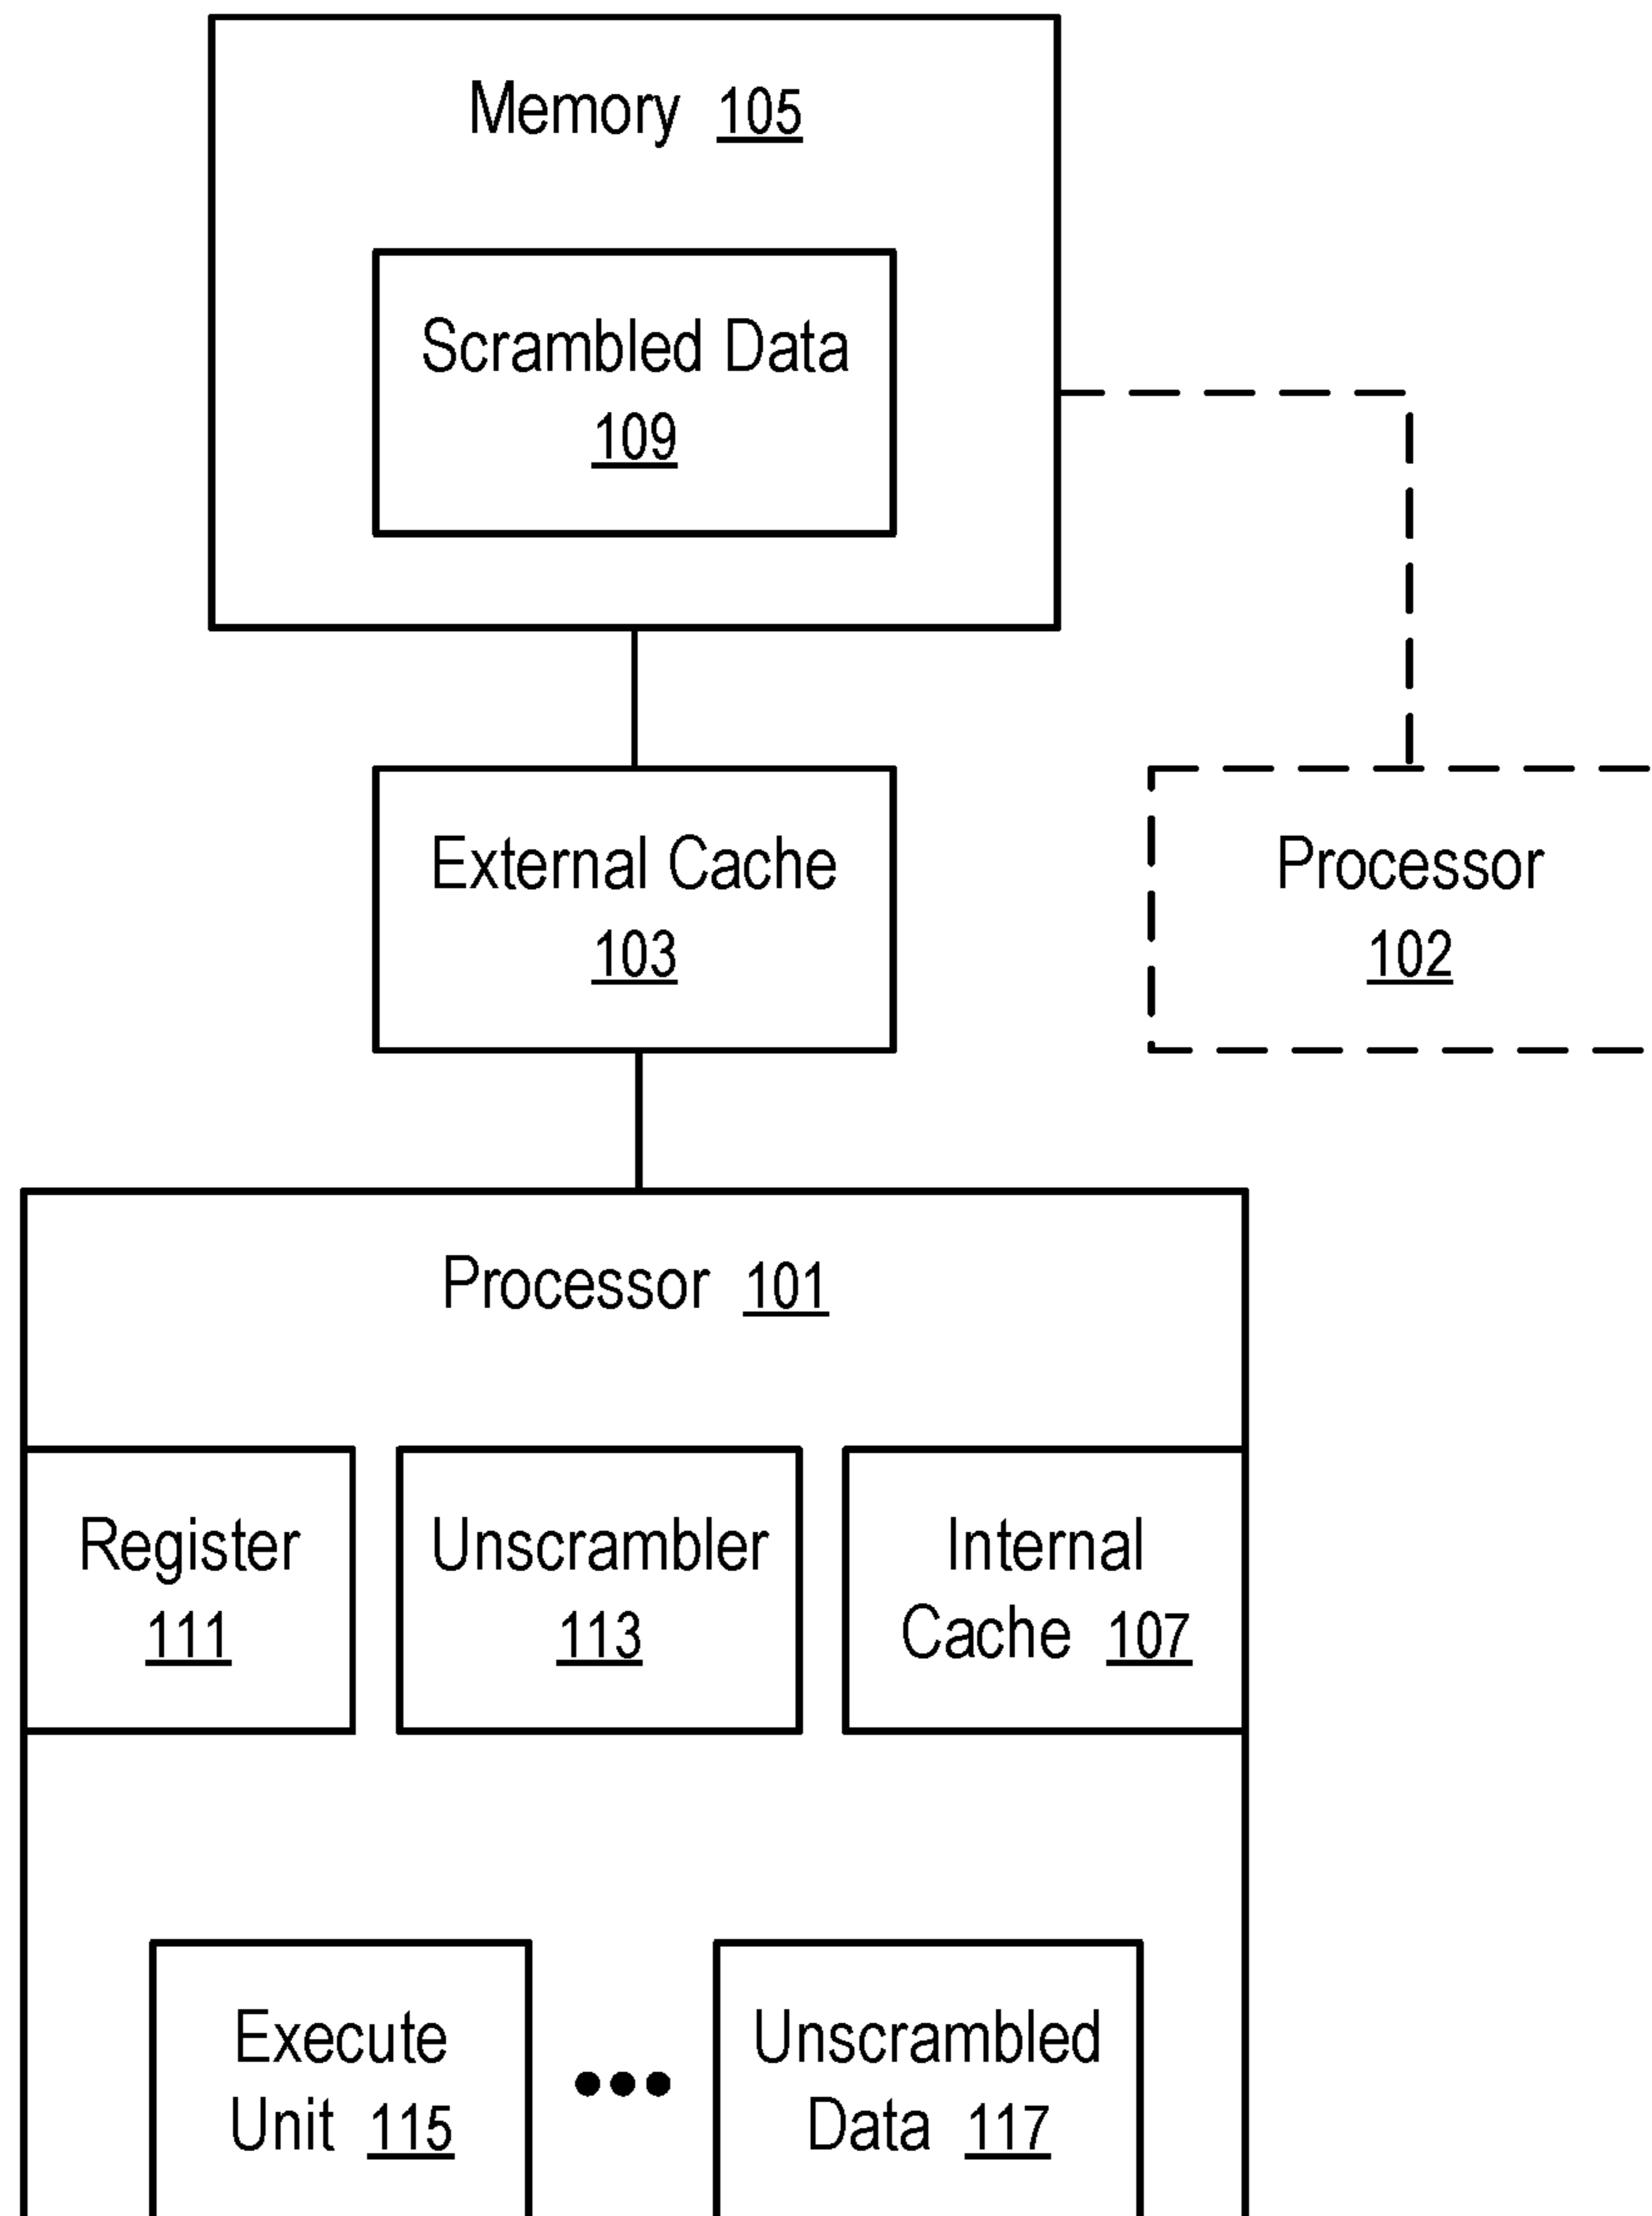 Memory 105
Scrambled Data
109
External Cache
103
Processor
102
Processor 101
Register
111
Unscrambler
113
Internal
Cache 107
Execute
Unit 115
Unscrambled
Data 117